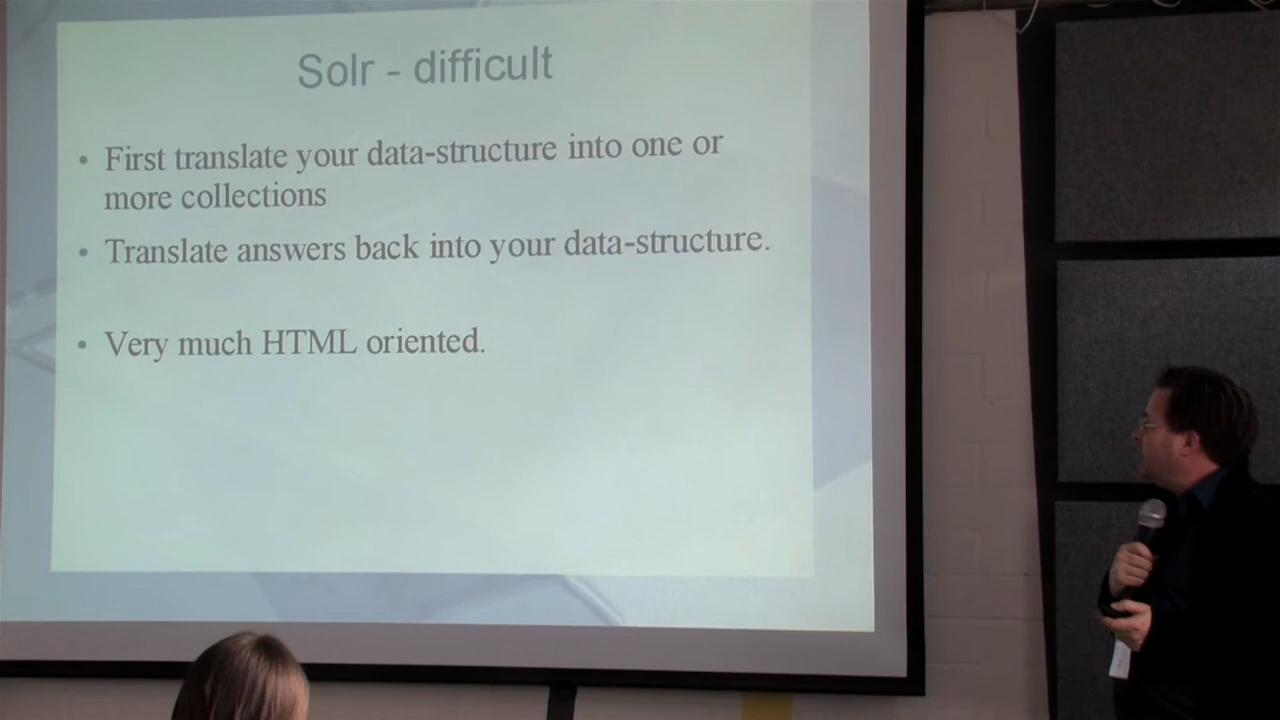 Solr - difficult
• First translate your data-structure into one or
more collections
• Translate answers back into your data-structure.
• Very much HTML oriented.